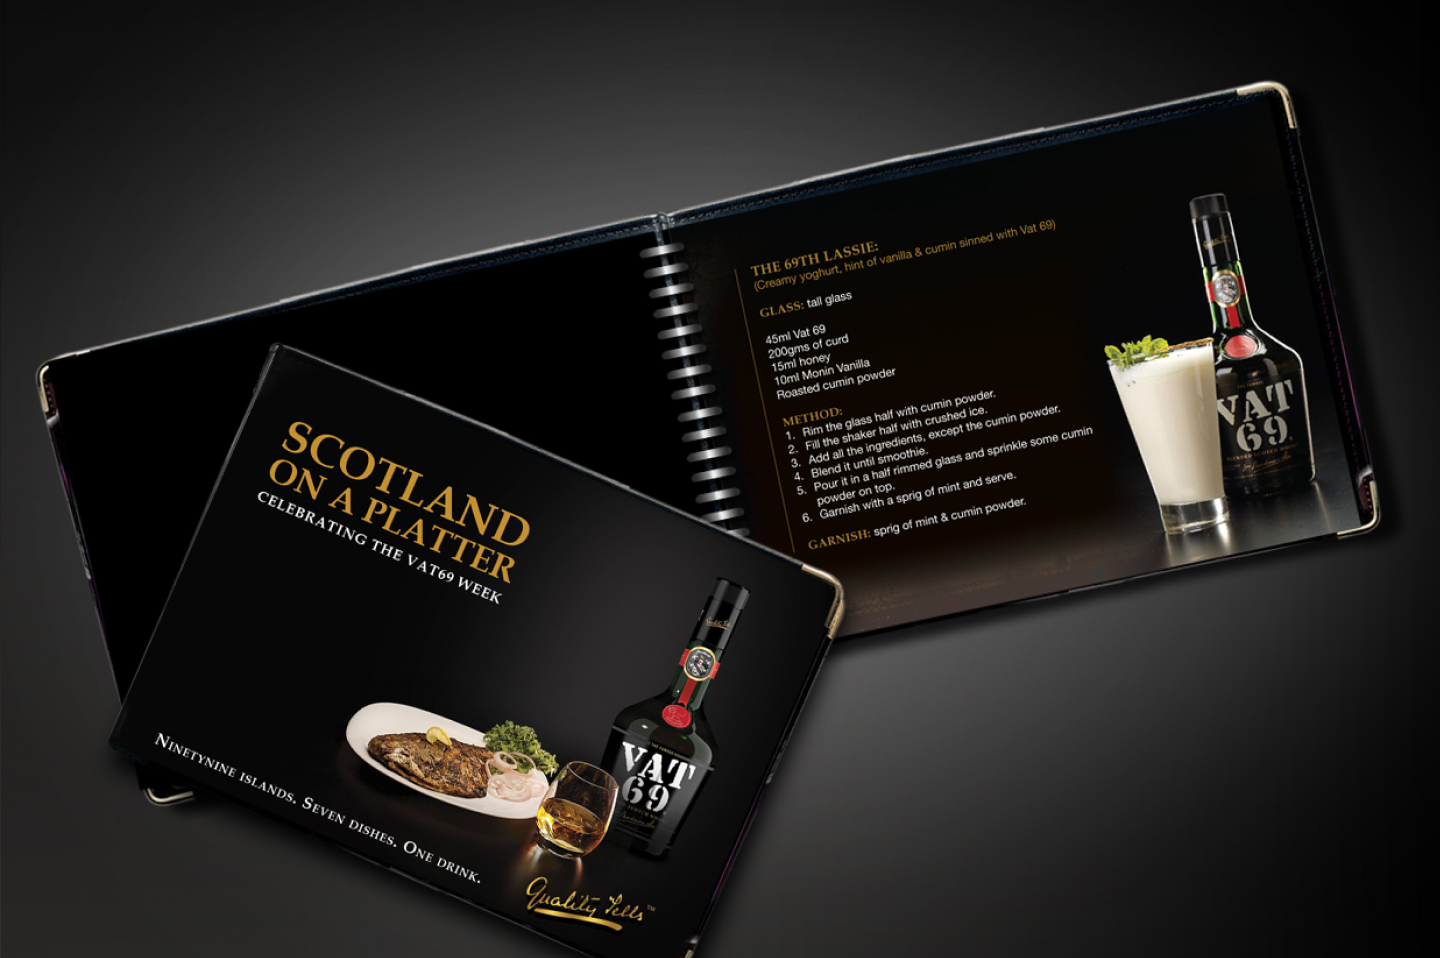 THE 69TH LASSIE:
(Creamy yoghurt, hint of vanilla & cumin sinned with Vat 69)
GLASS: tall glass
45ml Vat 69
200gms of curd
15ml honey
10ml Monin Vanilla
Roasted cumin powder
METHOD:
1. Rim the glass half with cumin powder.
2. Fill the shaker half with crushed ice.
3. Add all the ingredients, except the cumin powder.
4. Blend it until smoothie.
5. Pour it in a half rimmed glass and sprinkle some cumin
powder on top.
6. Garnish with a sprig of mint and serve.
GARNISH: sprig of mint & cumin powder.
VAT
69
SCOTLAND
ON A PLATTER
CELEBRATING THE VAT69 WEEK
VAT
69
NINETYNINE ISLANDS. SEVEN DISHES. ONE DRINK.
Quality Tells™